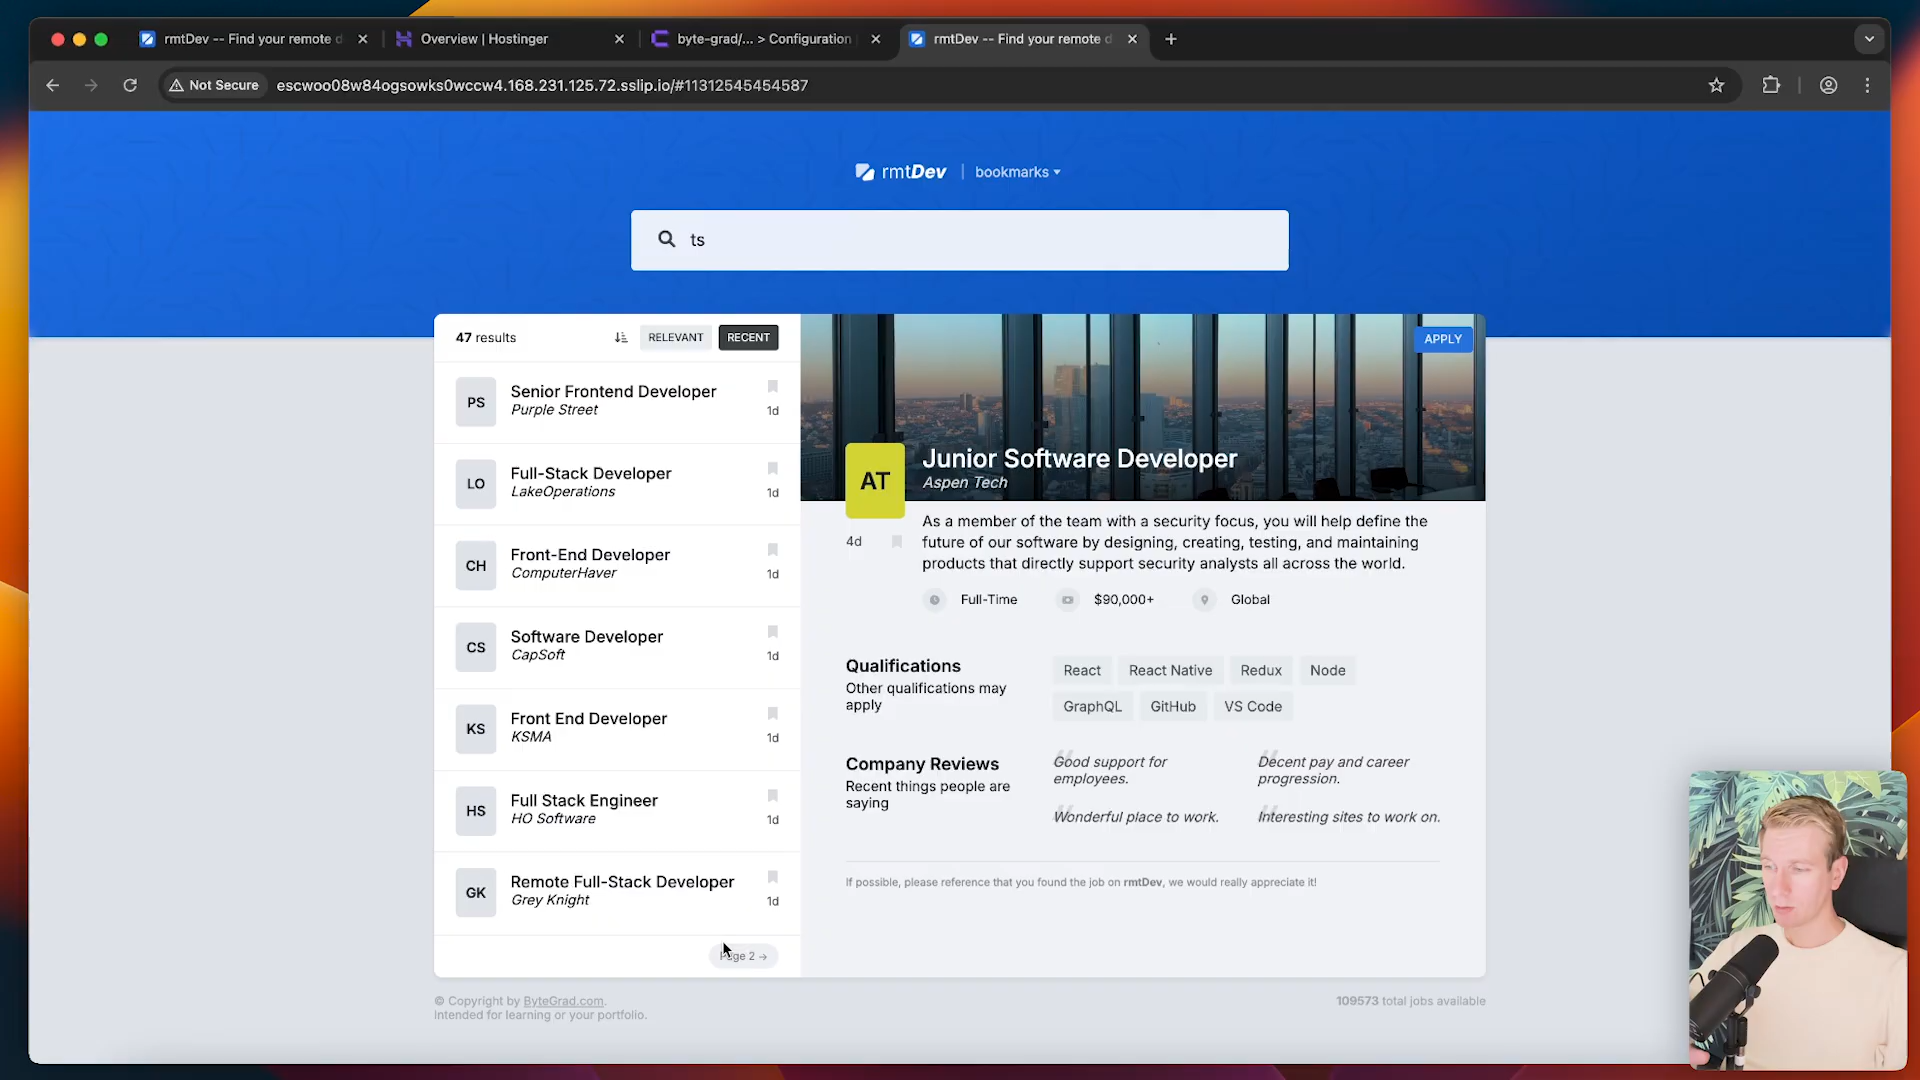 rmtDev -- Find your remote d
Overview | Hostinger
byte-grad/... > Configuration
rmtDev -- Find your remote d
Not Secure
escwoo08w84ogsowks0wccw4.168.231.125.72.sslip.io/#11312545454587
rmtDev | bookmarks
ts
47 results
RELEVANT
RECENT
PS
Senior Frontend Developer
Purple Street
1d
LO
Full-Stack Developer
LakeOperations
1d
CH
Front-End Developer
ComputerHaver
1d
CS
Software Developer
CapSoft
1d
KS
Front End Developer
KSMA
1d
HS
Full Stack Engineer
HO Software
1d
GK
Remote Full-Stack Developer
Grey Knight
1d
Page 2 →
APPLY
AT
Junior Software Developer
Aspen Tech
4d
As a member of the team with a security focus, you will help define the
future of our software by designing, creating, testing, and maintaining
products that directly support security analysts all across the world.
Full-Time
$90,000+
Global
Qualifications
Other qualifications may
apply
React
React Native
Redux
Node
GraphQL
GitHub
VS Code
Company Reviews
Recent things people are
saying
Good support for
employees.
Decent pay and career
progression.
Wonderful place to work.
Interesting sites to work on.
If possible, please reference that you found the job on rmtDev, we would really appreciate it!
© Copyright by ByteGrad.com.
Intended for learning or your portfolio.
109573 total jobs available